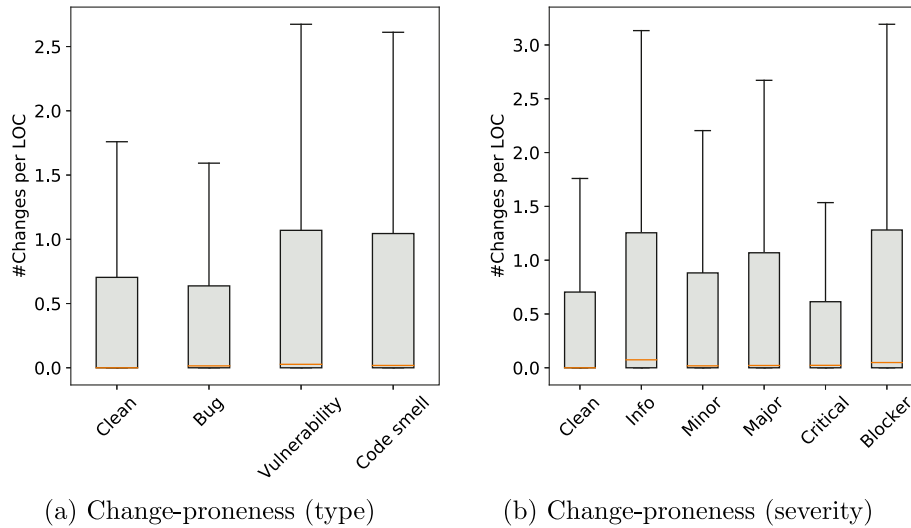 #Changes per LOC
2.5
2.0
1.5
1.0
0.5
0.0
Clean
Bug
Vulnerability
Code smell
(a) Change-proneness (type)
#Changes per LOC
3.0
2.5
2.0
1.5
1.0
0.5
0.0
Clean
Info
Minor
Major
Critical
Blocker
(b) Change-proneness (severity)